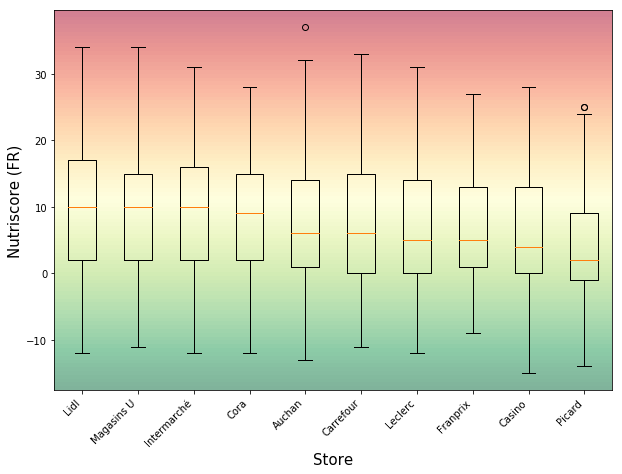 Nutriscore (FR)
30
20
10
0
−10
Lidl
Magasins U
Intermarché
Cora
Auchan
Carrefour
Leclerc
Franprix
Casino
Picard
Store